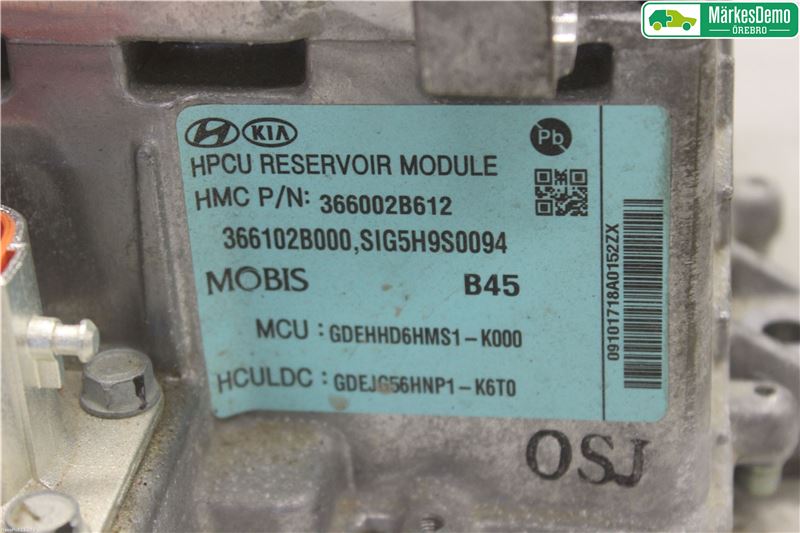 MärkesDemo
ÖREBRO
KIA
Pb
HPCU RESERVOIR MODULE
HMC P/N: 366002B612
366102B000,SIG5H9S0094
MOBIS B45
MCU : GDEHHD6HMS1-K000
HCULDC : GDEJG56HNP1-K6T0
09101718A0152ZX
OSJ